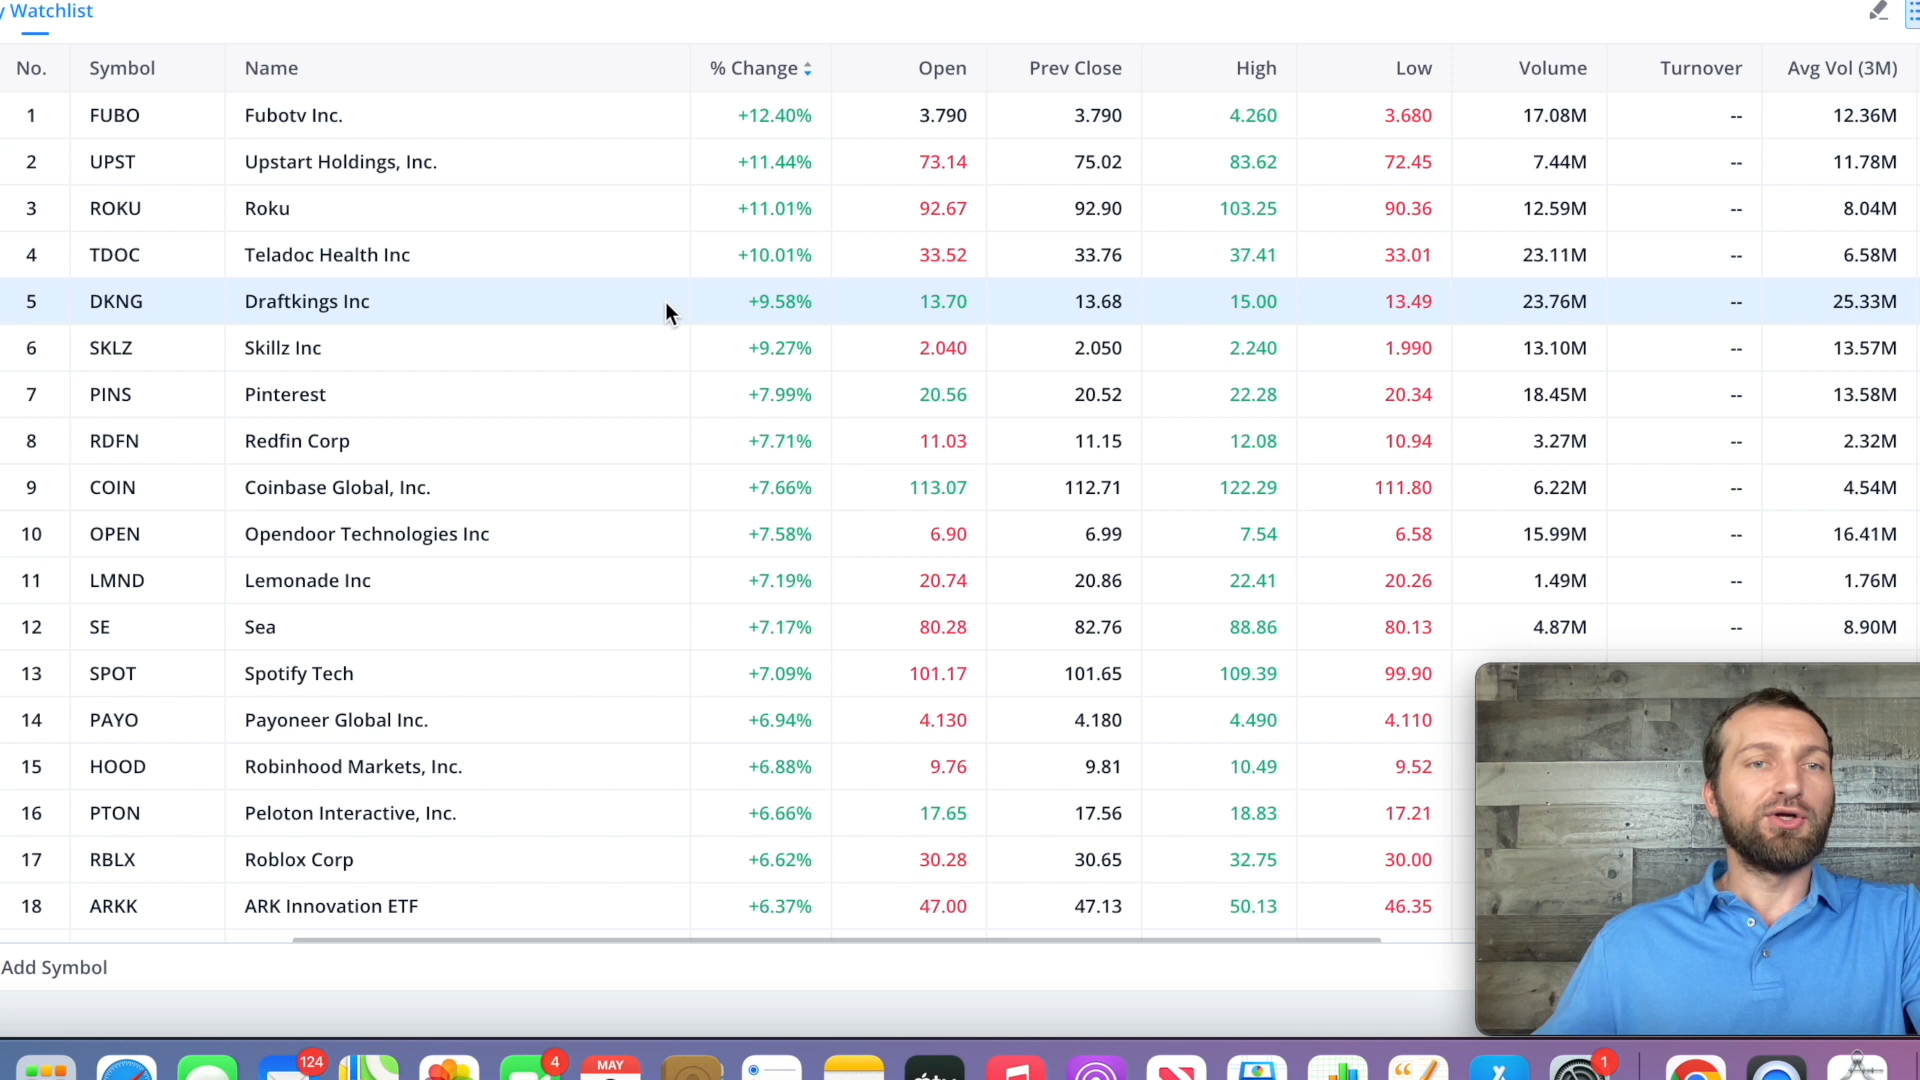 y Watchlist
No. Symbol Name % Change Open Prev Close High Low Volume Turnover Avg Vol (3M)
1 FUBO Fubotv Inc. +12.40% 3.790 3.790 4.260 3.680 17.08M -- 12.36M
2 UPST Upstart Holdings, Inc. +11.44% 73.14 75.02 83.62 72.45 7.44M -- 11.78M
3 ROKU Roku +11.01% 92.67 92.90 103.25 90.36 12.59M -- 8.04M
4 TDOC Teladoc Health Inc +10.01% 33.52 33.76 37.41 33.01 23.11M -- 6.58M
5 DKNG Draftkings Inc +9.58% 13.70 13.68 15.00 13.49 23.76M -- 25.33M
6 SKLZ Skillz Inc +9.27% 2.040 2.050 2.240 1.990 13.10M -- 13.57M
7 PINS Pinterest +7.99% 20.56 20.52 22.28 20.34 18.45M -- 13.58M
8 RDFN Redfin Corp +7.71% 11.03 11.15 12.08 10.94 3.27M -- 2.32M
9 COIN Coinbase Global, Inc. +7.66% 113.07 112.71 122.29 111.80 6.22M -- 4.54M
10 OPEN Opendoor Technologies Inc +7.58% 6.90 6.99 7.54 6.58 15.99M -- 16.41M
11 LMND Lemonade Inc +7.19% 20.74 20.86 22.41 20.26 1.49M -- 1.76M
12 SE Sea +7.17% 80.28 82.76 88.86 80.13 4.87M -- 8.90M
13 SPOT Spotify Tech +7.09% 101.17 101.65 109.39 99.90
14 PAYO Payoneer Global Inc. +6.94% 4.130 4.180 4.490 4.110
15 HOOD Robinhood Markets, Inc. +6.88% 9.76 9.81 10.49 9.52
16 PTON Peloton Interactive, Inc. +6.66% 17.65 17.56 18.83 17.21
17 RBLX Roblox Corp +6.62% 30.28 30.65 32.75 30.00
18 ARKK ARK Innovation ETF +6.37% 47.00 47.13 50.13 46.35
Add Symbol
124 4 MAY 1